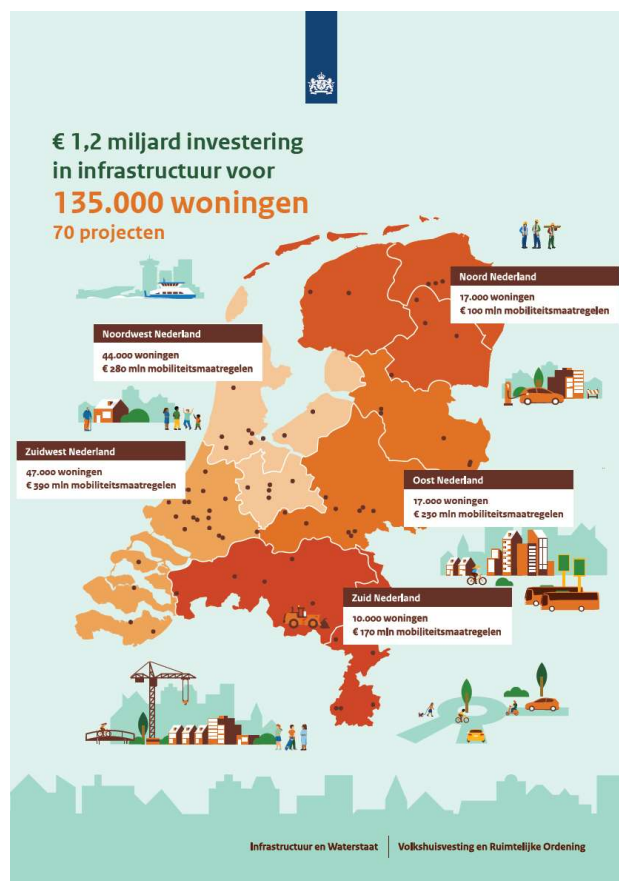 € 1,2 miljard investering
in infrastructuur voor
135.000 woningen
70 projecten
Noord Nederland
17.000 woningen
€ 100 mln mobiliteitsmaatregelen
Noordwest Nederland
44.000 woningen
€ 280 mln mobiliteitsmaatregelen
Zuidwest Nederland
47.000 woningen
€ 390 mln mobiliteitsmaatregelen
Oost Nederland
17.000 woningen
€ 230 mln mobiliteitsmaatregelen
Zuid Nederland
10.000 woningen
€ 170 mln mobiliteitsmaatregelen
Infrastructuur en Waterstaat
Volkshuisvesting en Ruimtelijke Ordening